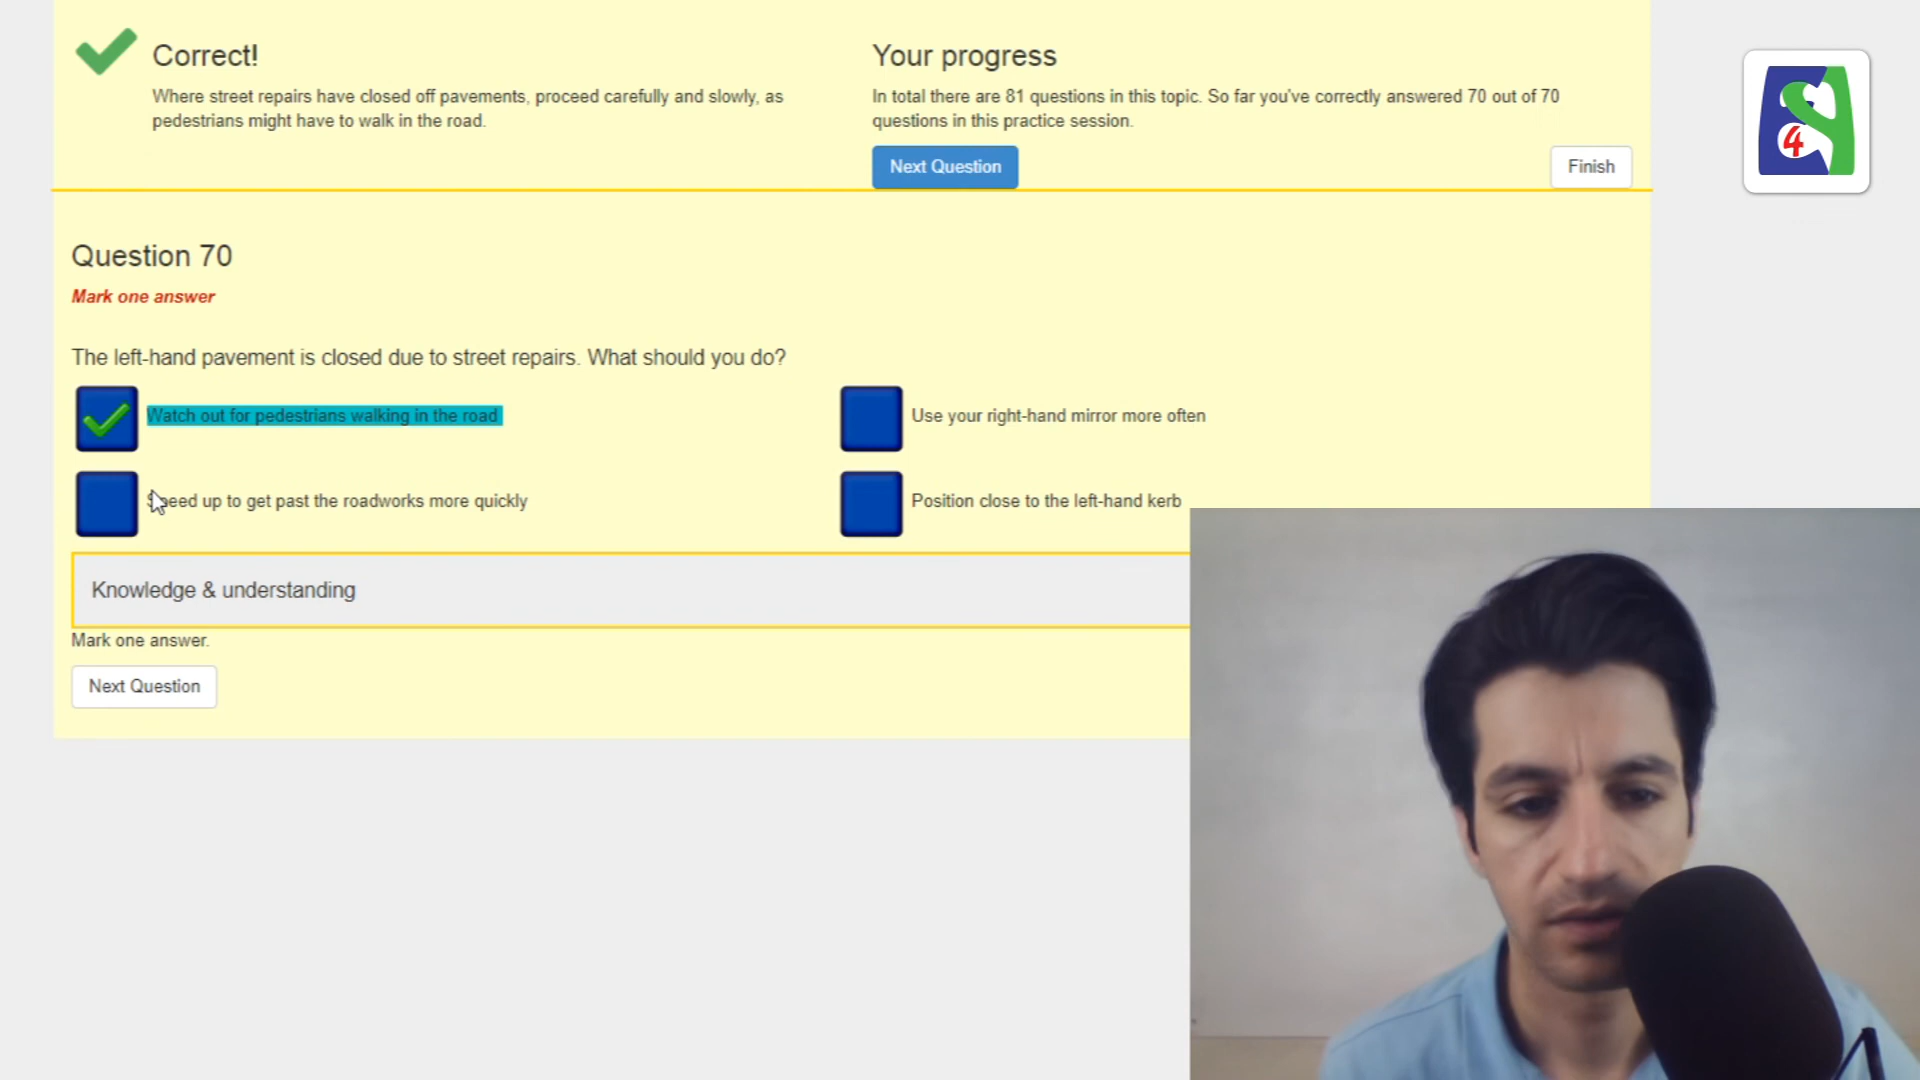 Correct!
Where street repairs have closed off pavements, proceed carefully and slowly, as
pedestrians might have to walk in the road.
Your progress
In total there are 81 questions in this topic. So far you've correctly answered 70 out of 70
questions in this practice session.
Next Question
Finish
4
Question 70
Mark one answer
The left-hand pavement is closed due to street repairs. What should you do?
Watch out for pedestrians walking in the road
Use your right-hand mirror more often
Speed up to get past the roadworks more quickly
Position close to the left-hand kerb
Knowledge & understanding
Mark one answer.
Next Question